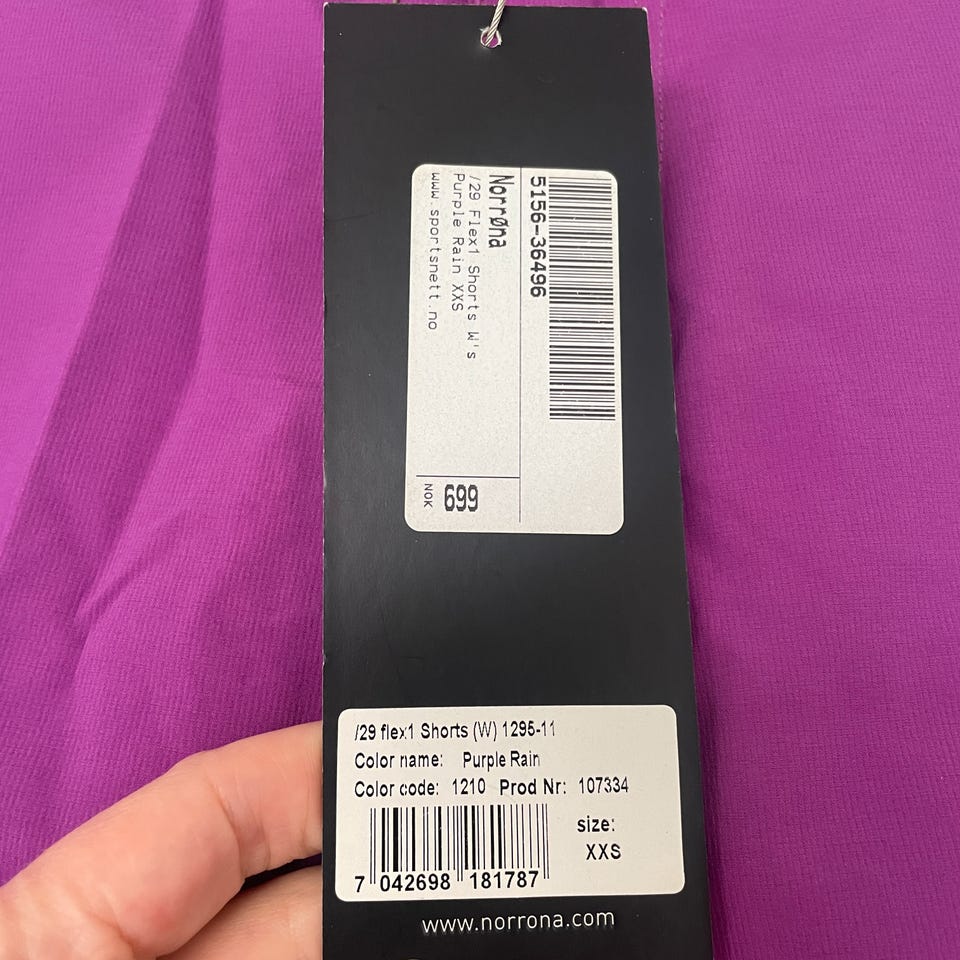 5156-36496
Norrøna
/29 Flex1 Shorts W's
Purple Rain XXS
www.sportsnett.no
NOK 699
/29 flex1 Shorts (W) 1295-11
Color name: Purple Rain
Color code: 1210 Prod Nr: 107334
size:
XXS
7 042698 181787
www.norrona.com